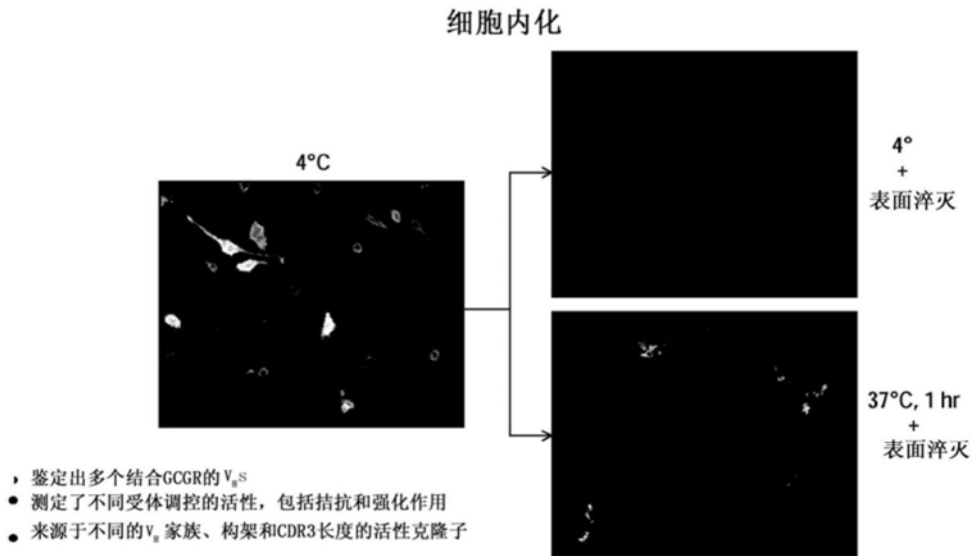 细胞内化
4°C
4°
+
表面淬灭
37°C, 1 hr
+
表面淬灭
鉴定出多个结合GCGR的VHS
测定了不同受体调控的活性，包括拮抗和强化作用
来源于不同的VH家族、构架和CDR3长度的活性克隆子